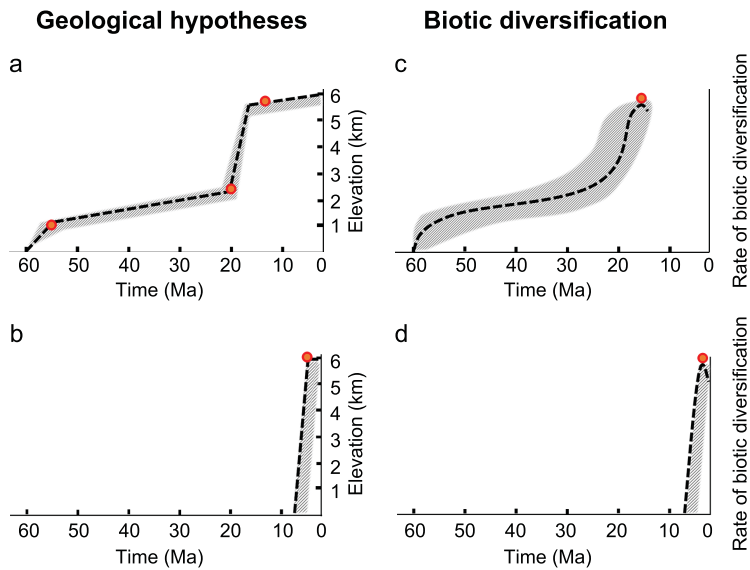 Geological hypotheses
Biotic diversification
a
6
5
4
3
2
1
Elevation (km)
60 50 40 30 20 10 0
Time (Ma)
c
Rate of biotic diversification
60 50 40 30 20 10 0
Time (Ma)
b
6
5
4
3
2
1
Elevation (km)
60 50 40 30 20 10 0
Time (Ma)
d
Rate of biotic diversification
60 50 40 30 20 10 0
Time (Ma)